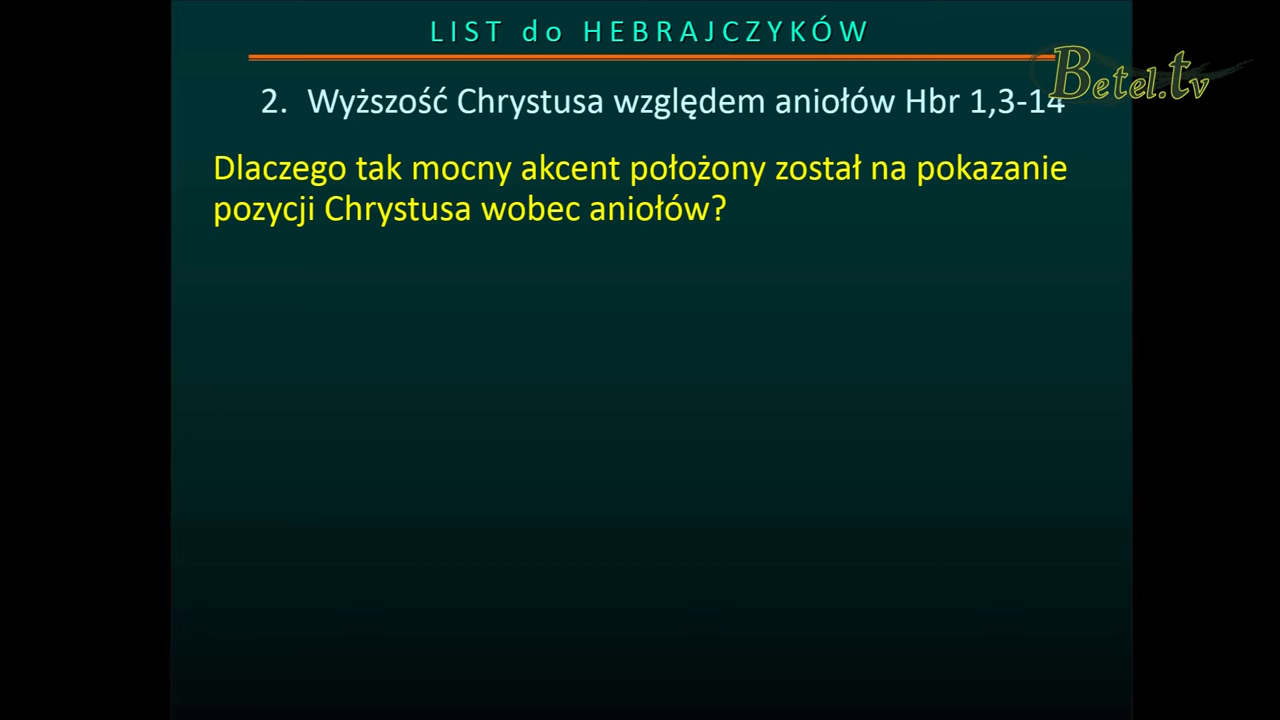 LIST do HEBRAJCZYKÓW
Betel.tv
2. Wyższość Chrystusa względem aniołów Hbr 1,3-14
Dlaczego tak mocny akcent położony został na pokazanie
pozycji Chrystusa wobec aniołów?